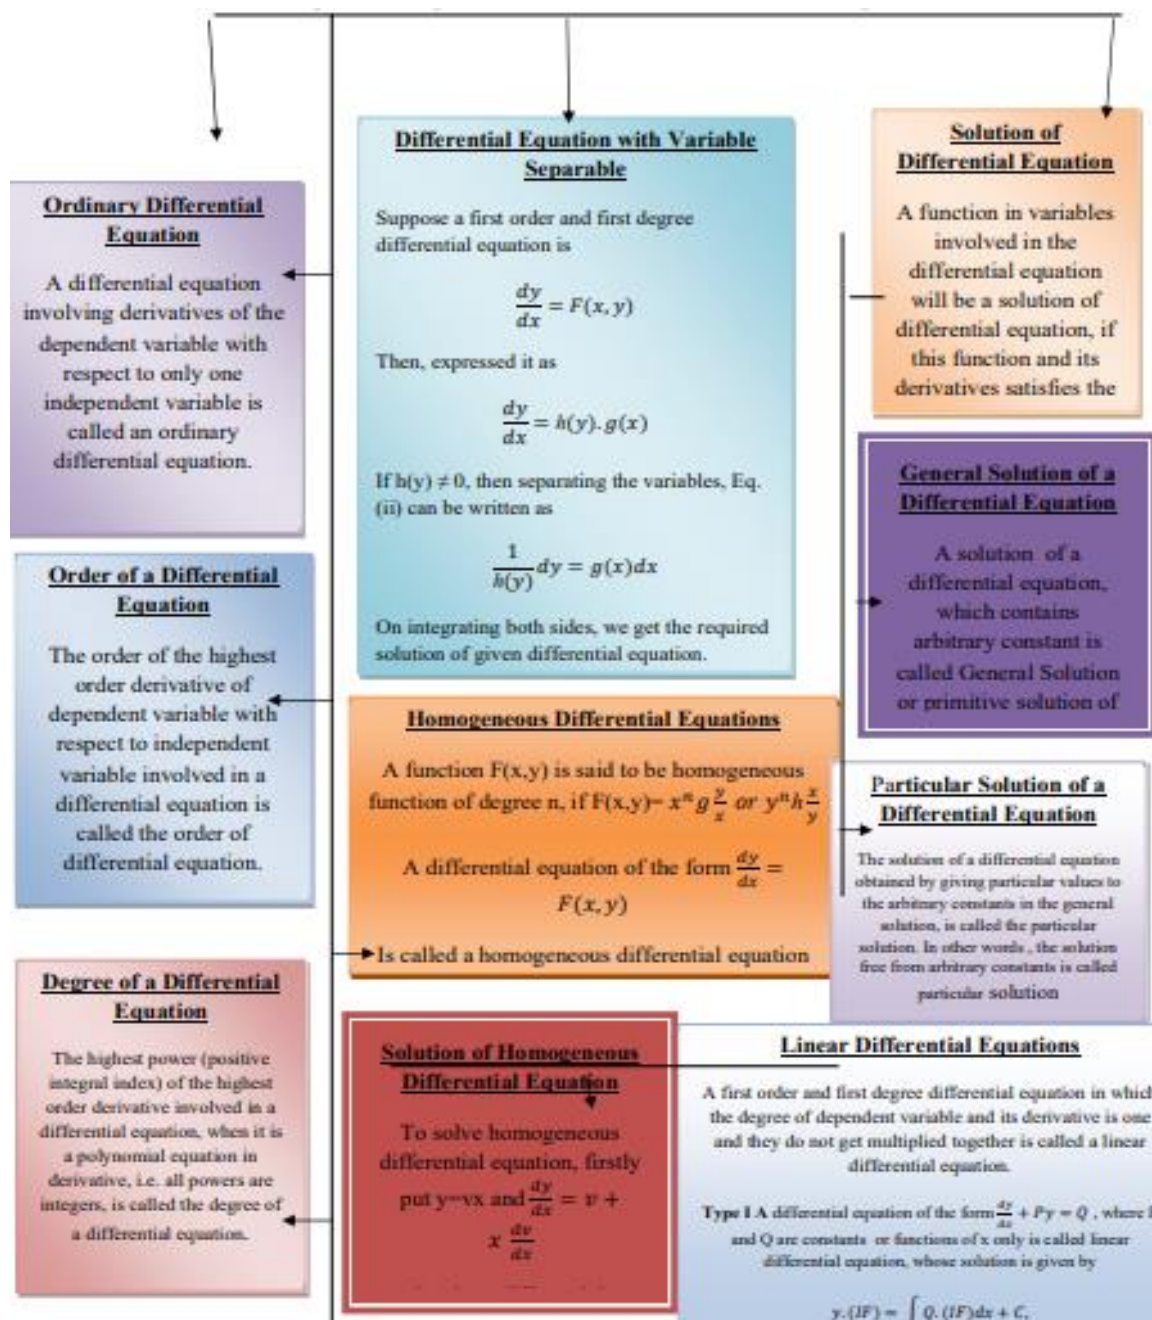 Ordinary Differential
Equation
A differential equation
involving derivatives of the
dependent variable with
respect to only one
independent variable is
called an ordinary
differential equation.
Order of a Differential
Equation
The order of the highest
order derivative of
dependent variable with
respect to independent
variable involved in a
differential equation is
called the order of
differential equation.
Degree of a Differential
Equation
The highest power (positive
integral index) of the highest
order derivative involved in a
differential equation, when it is
a polynomial equation in
derivative, i.e. all powers are
integers, is called the degree of
a differential equation.
Differential Equation with Variable
Separable
Suppose a first order and first degree
differential equation is
dy/dx = F(x, y)
Then, expressed it as
dy/dx = h(y). g(x)
If h(y) ≠ 0, then separating the variables, Eq.
(ii) can be written as
1/h(y) dy = g(x)dx
On integrating both sides, we get the required
solution of given differential equation.
Homogeneous Differential Equations
A function F(x,y) is said to be homogeneous
function of degree n, if F(x,y)= xⁿ g y/x or yⁿ h x/y
A differential equation of the form dy/dx =
F(x, y)
Is called a homogeneous differential equation
Solution of Homogeneous
Differential Equation
To solve homogeneous
differential equation, firstly
put y=vx and dy/dx = v +
x dv/dx
Solution of
Differential Equation
A function in variables
involved in the
differential equation
will be a solution of
differential equation, if
this function and its
derivatives satisfies the
General Solution of a
Differential Equation
A solution of a
differential equation,
which contains
arbitrary constant is
called General Solution
or primitive solution of
Particular Solution of a
Differential Equation
The solution of a differential equation
obtained by giving particular values to
the arbitrary constants in the general
solution, is called the particular
solution. In other words , the solution
free from arbitrary constants is called
particular solution
Linear Differential Equations
A first order and first degree differential equation in which
the degree of dependent variable and its derivative is one
and they do not get multiplied together is called a linear
differential equation.
Type I A differential equation of the form dy/dx + Py = Q , where
and Q are constants or functions of x only is called linear
differential equation, whose solution is given by
y. (IF) = ∫ Q. (IF)dx + C,